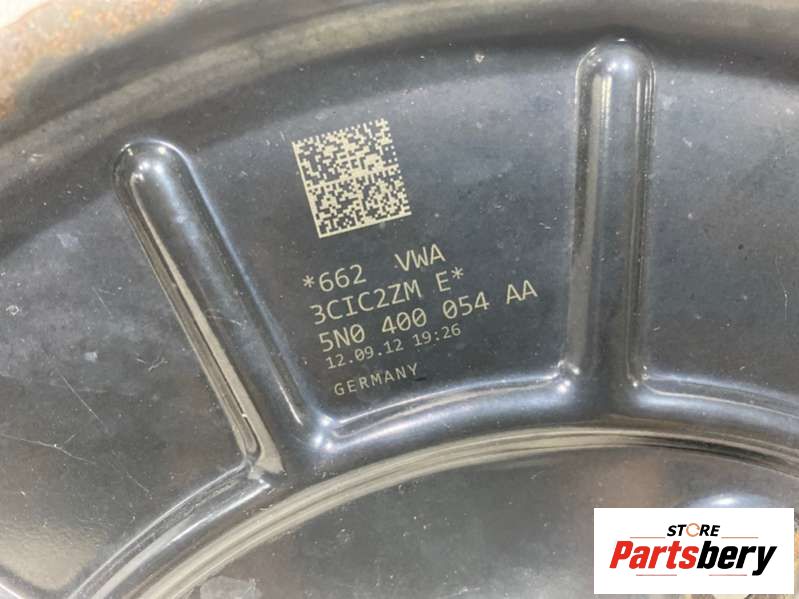 *662 VWA
3CIC2ZM E*
5N0 400 054 AA
12.09.12 19:26
GERMANY
STORE
Partsbery